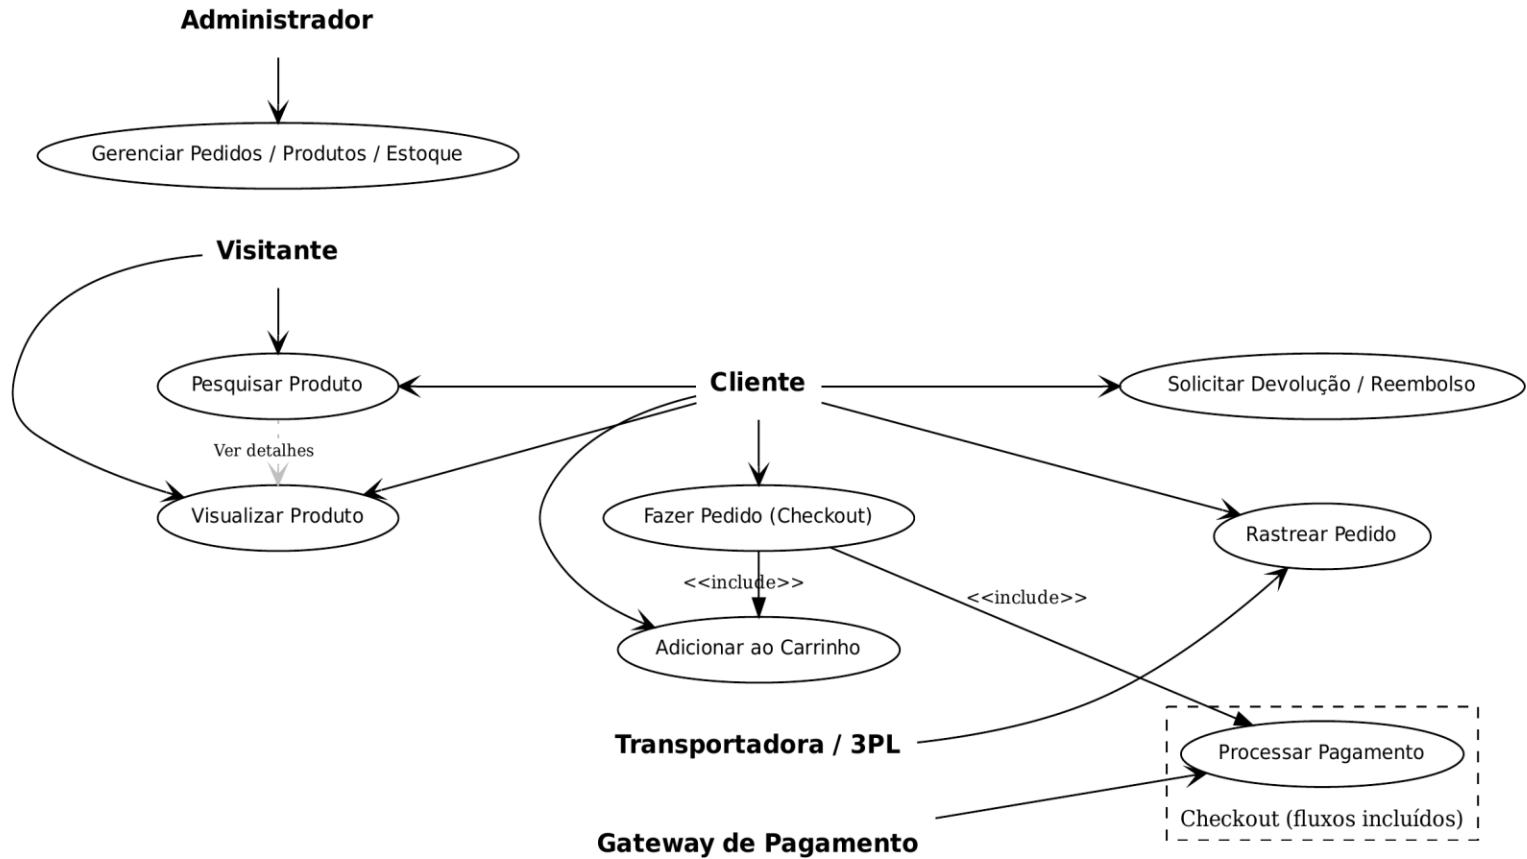 Administrador
Gerenciar Pedidos / Produtos / Estoque
Visitante
Pesquisar Produto
Cliente
Solicitar Devolução / Reembolso
Ver detalhes
Visualizar Produto
Fazer Pedido (Checkout)
Rastrear Pedido
<<include>>
<<include>>
Adicionar ao Carrinho
Transportadora / 3PL
Processar Pagamento
Checkout (fluxos incluídos)
Gateway de Pagamento